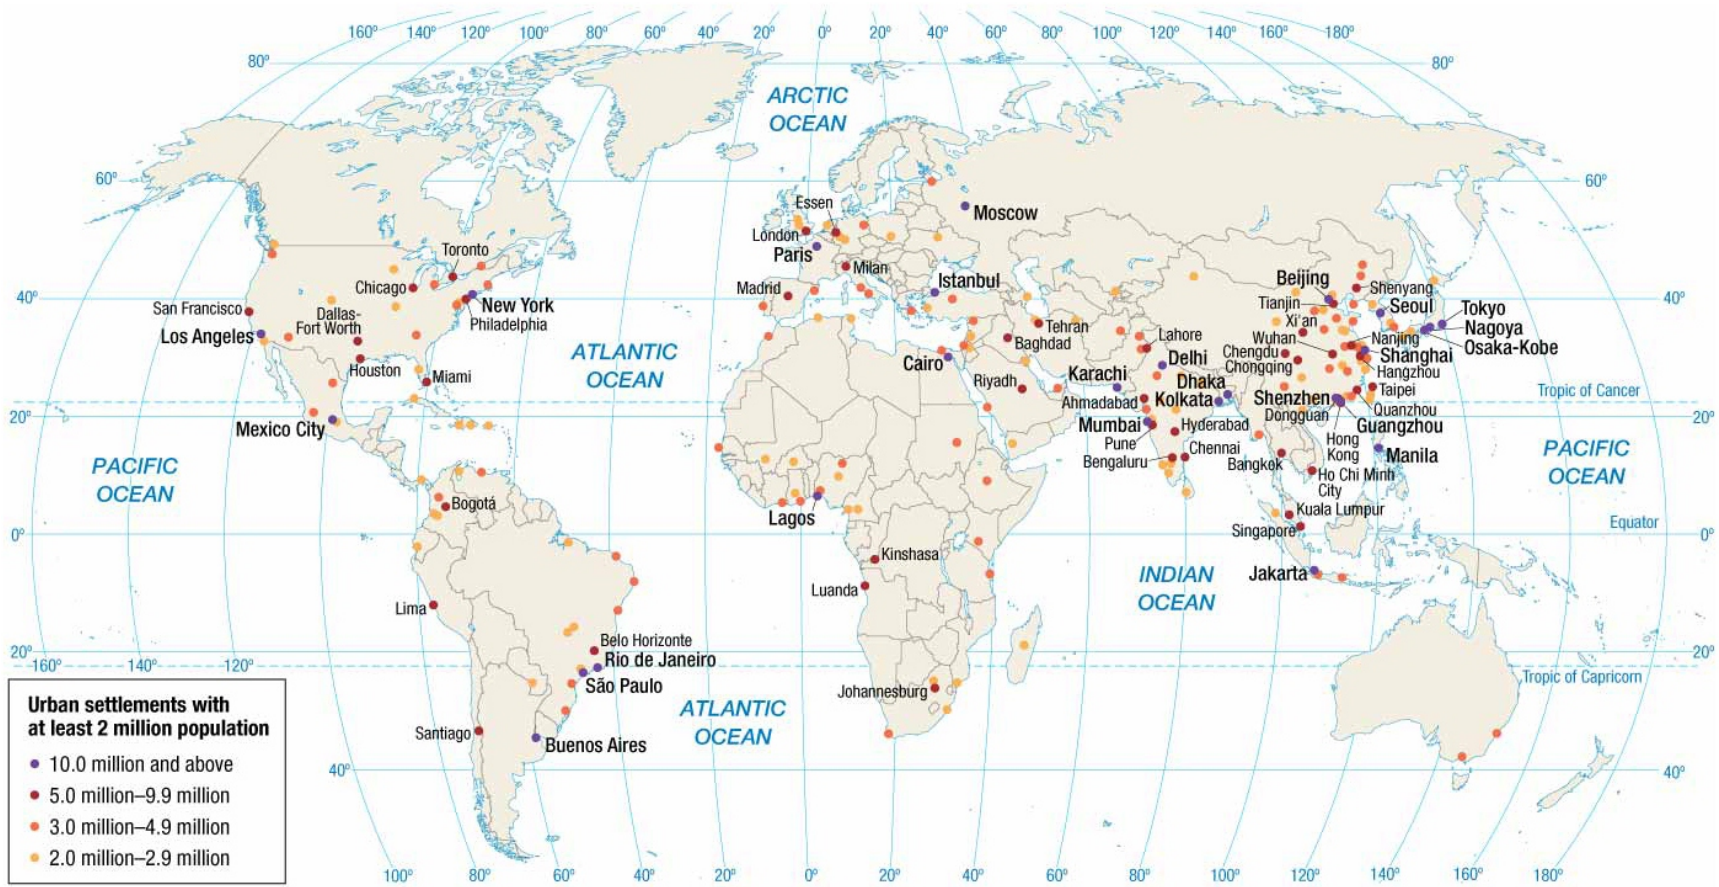 160° 140° 120° 100° 80° 60° 40° 20° 0° 20° 40° 60° 80° 100° 120° 140° 160° 180°
80° 80°
ARCTIC
OCEAN
60° 60°
Essen
Moscow
London
Paris
Toronto
Milan
Chicago
Madrid
Istanbul
Beijing
Shenyang
40° 40°
San Francisco
New York
Tianjin
Seoul
Tokyo
Dallas-
Fort Worth
Philadelphia
Xi'an
Nagoya
Los Angeles
Tehran
Lahore
Wuhan
Nanjing
Osaka-Kobe
Baghdad
ATLANTIC
OCEAN
Houston
Miami
Cairo
Delhi
Chengdu
Shanghai
Chongqing
Hangzhou
Karachi
Riyadh
Dhaka
Taipei
Tropic of Cancer
Ahmadabad
Kolkata
Shenzhen
Quanzhou
Dongguan
20° 20°
Mexico City
Mumbai
Hyderabad
Guangzhou
Pune
Hong
Kong
Chennai
Manila
Bengaluru
Bangkok
PACIFIC
OCEAN
PACIFIC
OCEAN
Ho Chi Minh
City
Bogotá
Lagos
Kuala Lumpur
Singapore
Equator
0° 0°
Kinshasa
Jakarta
INDIAN
OCEAN
Luanda
Lima
Belo Horizonte
20° 20°
Rio de Janeiro
160° 140° 120°
Tropic of Capricorn
São Paulo
Johannesburg
ATLANTIC
OCEAN
Santiago
Buenos Aires
40° 40°
Urban settlements with
at least 2 million population
10.0 million and above
5.0 million–9.9 million
3.0 million–4.9 million
2.0 million–2.9 million
100° 80° 60° 40° 20° 0° 20° 40° 60° 80° 100° 120° 140° 160° 180°